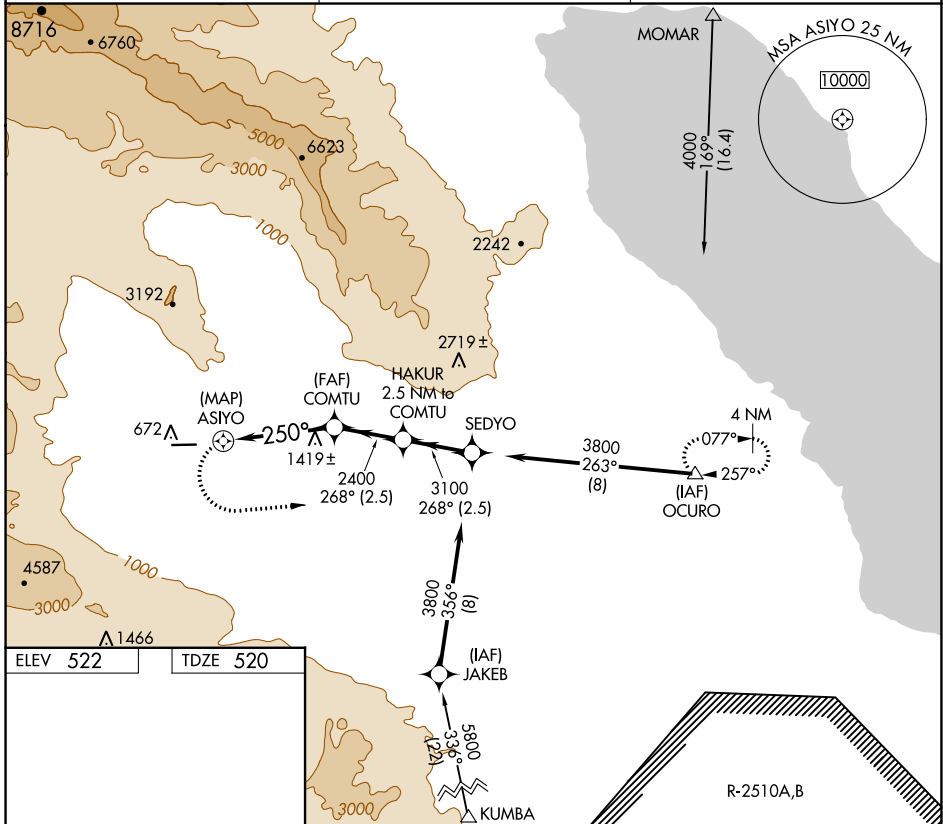 8716
6760
MOMAR
MSA ASIYO 25 NM
10000
5000
6623
3000
4000
169°
(16.4)
1000
2242
3192
2719 ±
(FAF)
COMTU
HAKUR
2.5 NM to
COMTU
(MAP)
ASIYO
SEDYO
4 NM
672
250°
077°
1419 ±
3800
263°
(8)
257°
2400
268° (2.5)
3100
268° (2.5)
(IAF)
OCURO
4587
1000
3000
3800
356°
(8)
1466
(IAF)
JAKEB
ELEV 522
TDZE 520
5800
336°
(22)
3000
KUMBA
R-2510A,B